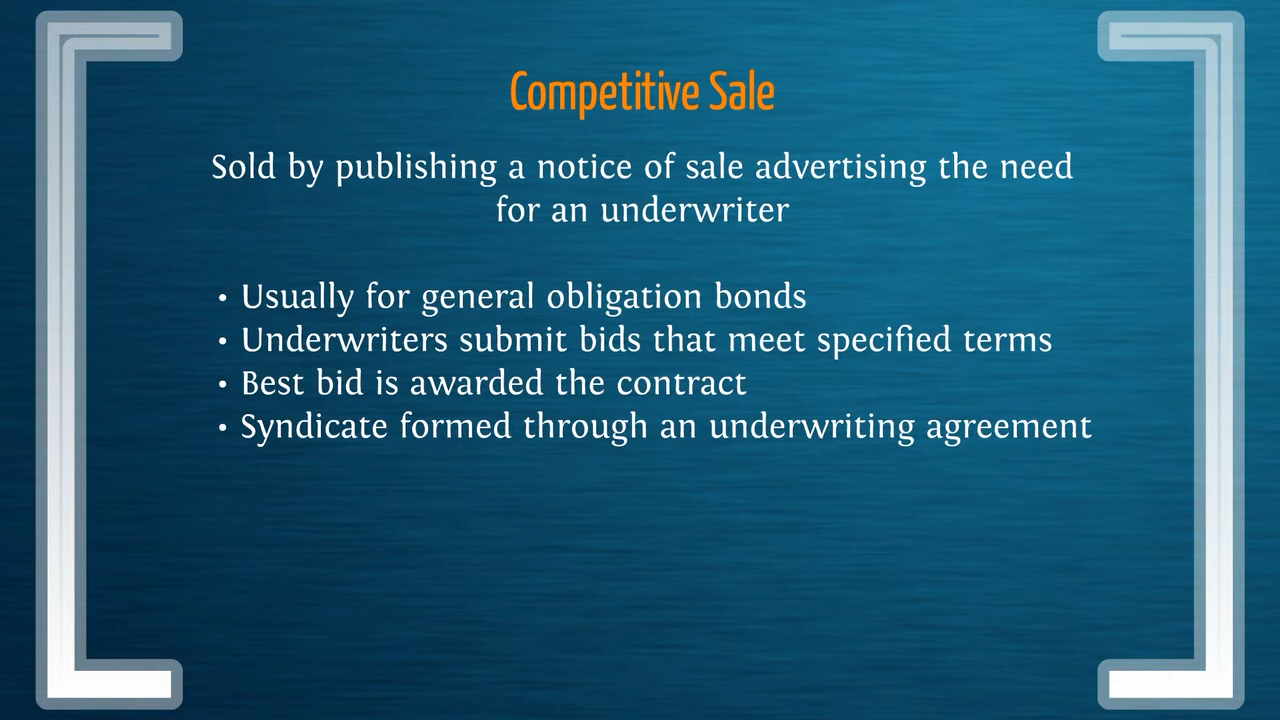 Competitive Sale
Sold by publishing a notice of sale advertising the need
for an underwriter
• Usually for general obligation bonds
• Underwriters submit bids that meet specified terms
• Best bid is awarded the contract
• Syndicate formed through an underwriting agreement